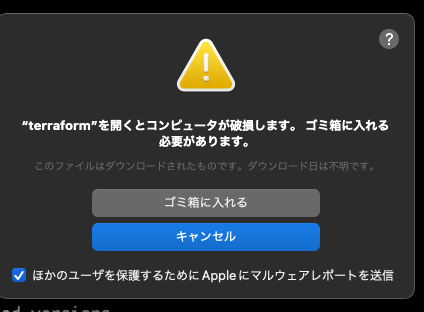 ?
“terraform”を開くとコンピュータが破損します。 ゴミ箱に入れる
必要があります。
このファイルはダウンロードされたものです。ダウンロード日は不明です。
ゴミ箱に入れる
キャンセル
ほかのユーザを保護するためにAppleにマルウェアレポートを送信